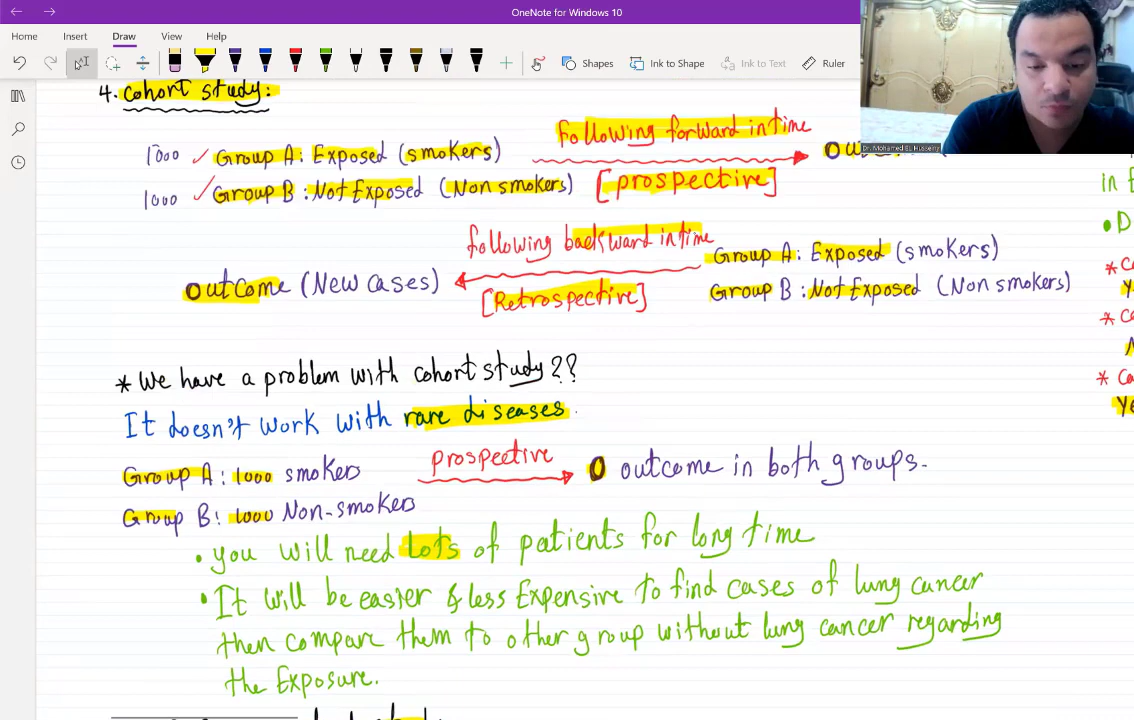 OneNote for Windows 10
Home Insert Draw View Help
Shapes Ink to Shape Ink to Text Ruler
Dr. Mohamed EL Husseiny
4. cohort study:
Following forward in time
1000 ✓ Group A: Exposed (smokers)
1000 ✓ Group B: Not Exposed (Non smokers)
[prospective]
following backward in time
Group A: Exposed (smokers)
outcome (New cases)
[Retrospective]
Group B: Not Exposed (Non smokers)
* We have a problem with cohort study??
It doesn't work with rare diseases.
Group A: 1000 smokers
prospective
0 outcome in both groups.
Group B: 1000 Non-smokers
• you will need lots of patients for long time
• It will be easier & less Expensive to find cases of lung cancer
then compare them to other group without lung cancer regarding
the Exposure.